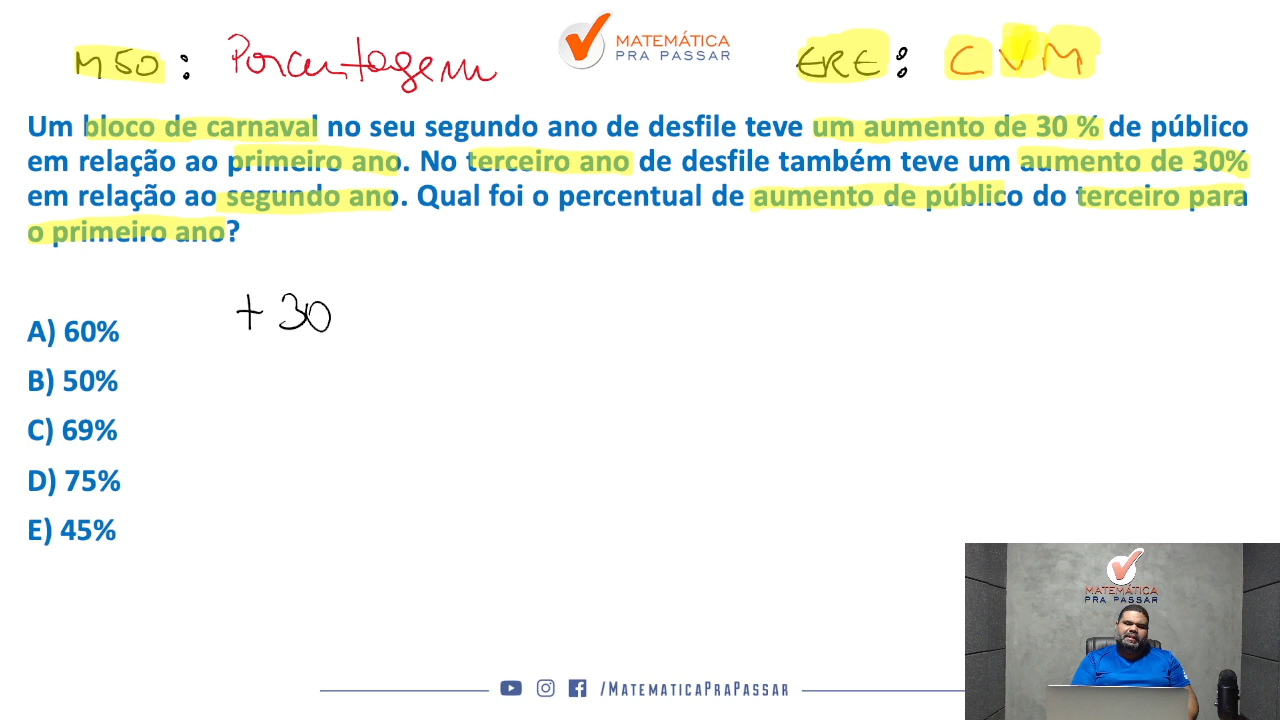 M50 : Porcentagem
MATEMÁTICA
PRA PASSAR
ERE : CVM
Um bloco de carnaval no seu segundo ano de desfile teve um aumento de 30 % de público
em relação ao primeiro ano. No terceiro ano de desfile também teve um aumento de 30%
em relação ao segundo ano. Qual foi o percentual de aumento de público do terceiro para
o primeiro ano?
+ 30
A) 60%
B) 50%
C) 69%
D) 75%
E) 45%
MATEMÁTICA
PRA PASSAR
/MATEMATICAPRAPASSAR